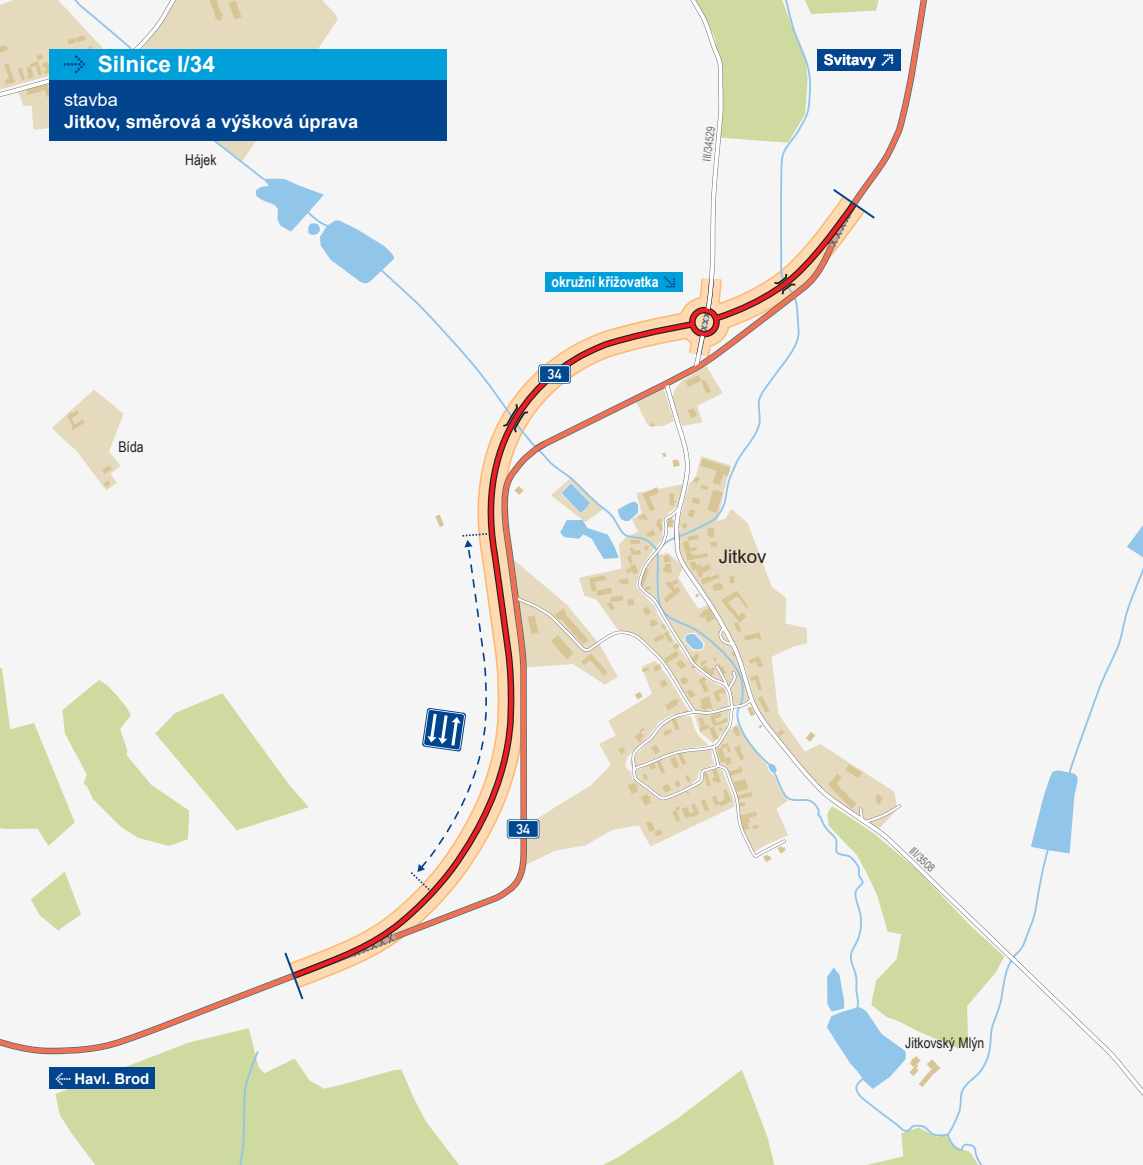 Silnice I/34
stavba
Jitkov, směrová a výšková úprava
Svitavy
III/34529
Hájek
okružní křižovatka
34
Bída
Jitkov
34
III/3508
Jitkovský Mlýn
Havl. Brod